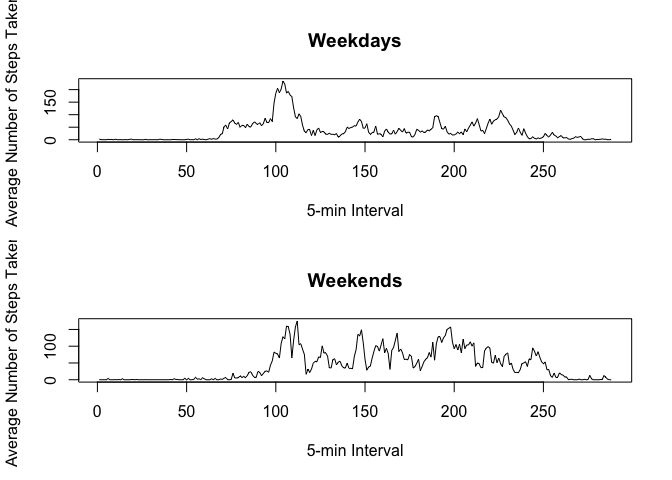 Weekdays
Average Number of Steps Taken
150
0
0 50 100 150 200 250
5-min Interval
Weekends
Average Number of Steps Taken
100
0
0 50 100 150 200 250
5-min Interval